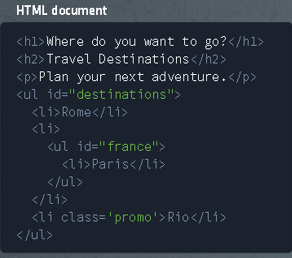 HTML document
<h1>Where do you want to go?</h1>
<h2>Travel Destinations</h2>
<p>Plan your next adventure.</p>
<ul id="destinations">
  <li>Rome</li>
  <li>
    <ul id="france">
      <li>Paris</li>
    </ul>
  </li>
  <li class='promo'>Rio</li>
</ul>